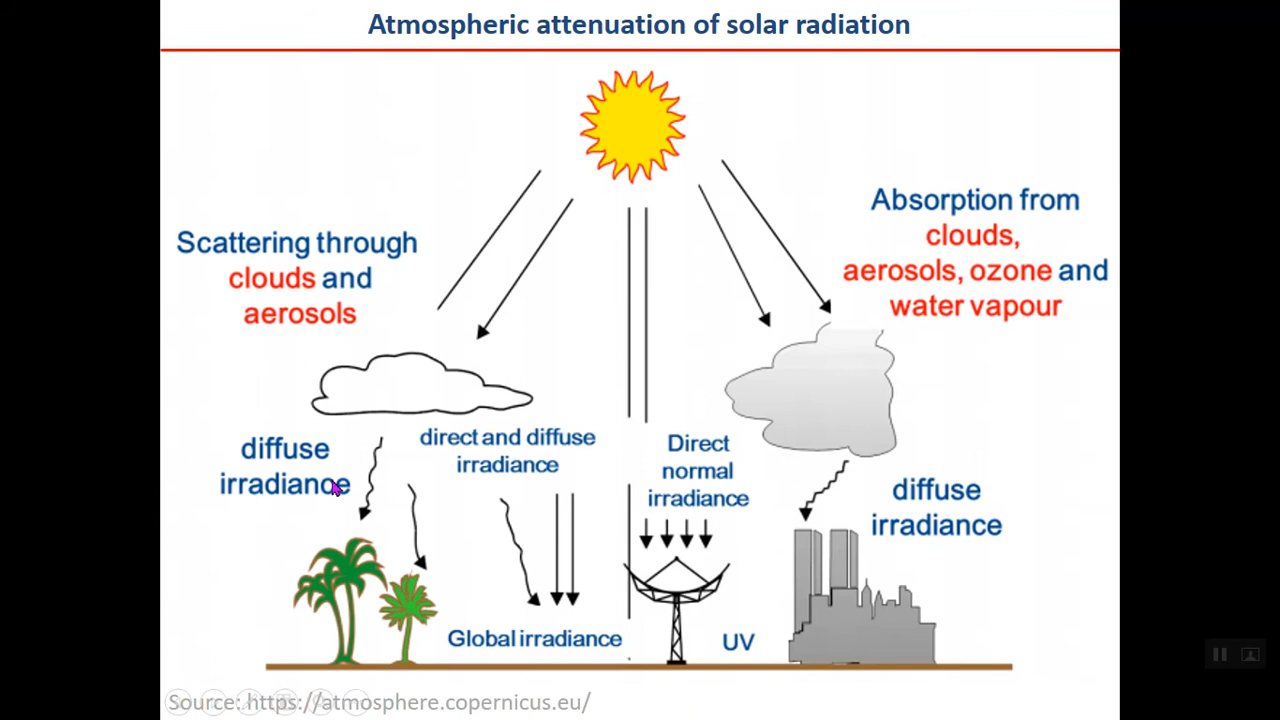 Atmospheric attenuation of solar radiation
Scattering through
clouds and
aerosols
Absorption from
clouds,
aerosols, ozone and
water vapour
diffuse
irradiance
direct and diffuse
irradiance
Direct
normal
irradiance
diffuse
irradiance
Global irradiance
UV
Source: https://atmosphere.copernicus.eu/